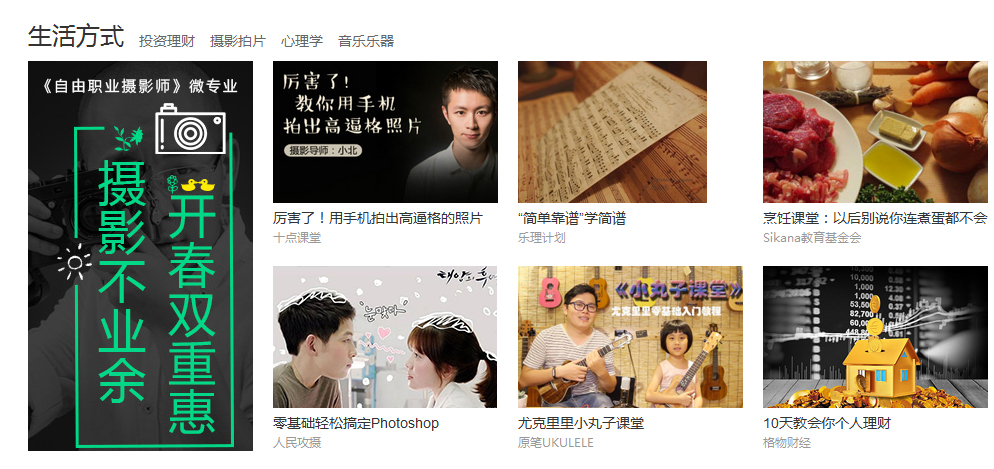 生活方式
投资理财 摄影拍片 心理学 音乐乐器
《自由职业摄影师》微专业
摄影不业余
开春双重惠
厉害了!
教你用手机
拍出高逼格照片
摄影导师:小北
厉害了!用手机拍出高逼格的照片
十点课堂
“简单靠谱”学简谱
乐理计划
烹饪课堂:以后别说你连煮蛋都不会
Sikana教育基金会
태양의 후
눈맞다
零基础轻松搞定Photoshop
人民攻摄
《小丸子课堂》
尤克里里零基础入门教程
尤克里里小丸子课堂
原笔UKULELE
10天教会你个人理财
格物财经